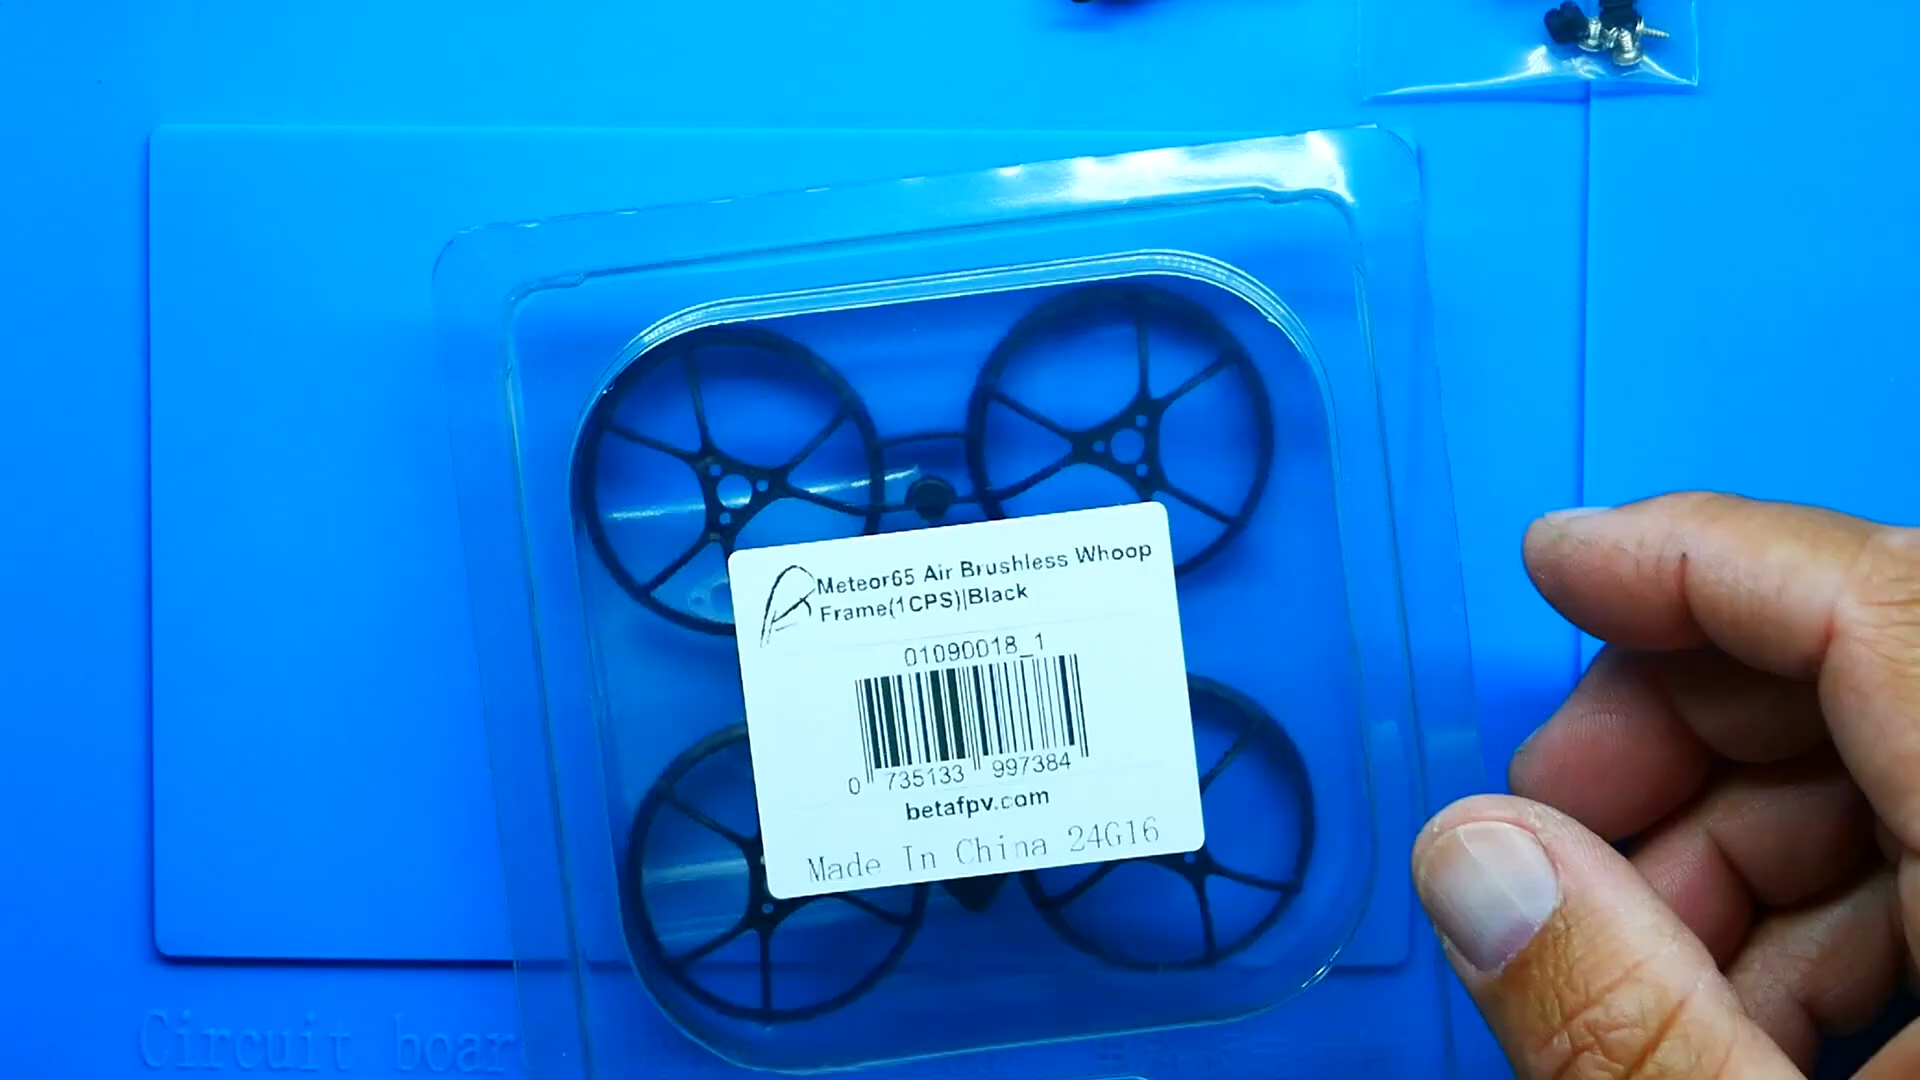 Meteor65 Air Brushless Whoop
Frame(1CPS)|Black
01090018_1
0 735133 997384
betafpv.com
Made In China 24G16
Circuit boar